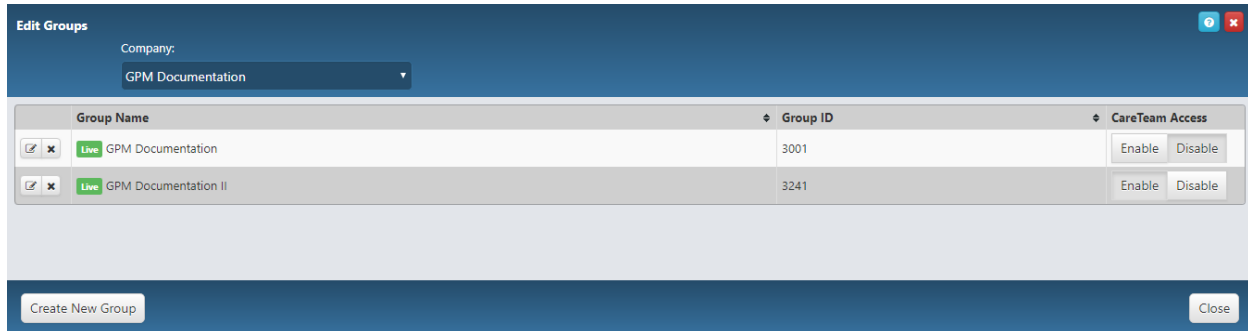 Edit Groups
Company:
GPM Documentation
Group Name Group ID CareTeam Access
Live GPM Documentation 3001 Enable Disable
Live GPM Documentation II 3241 Enable Disable
Create New Group Close